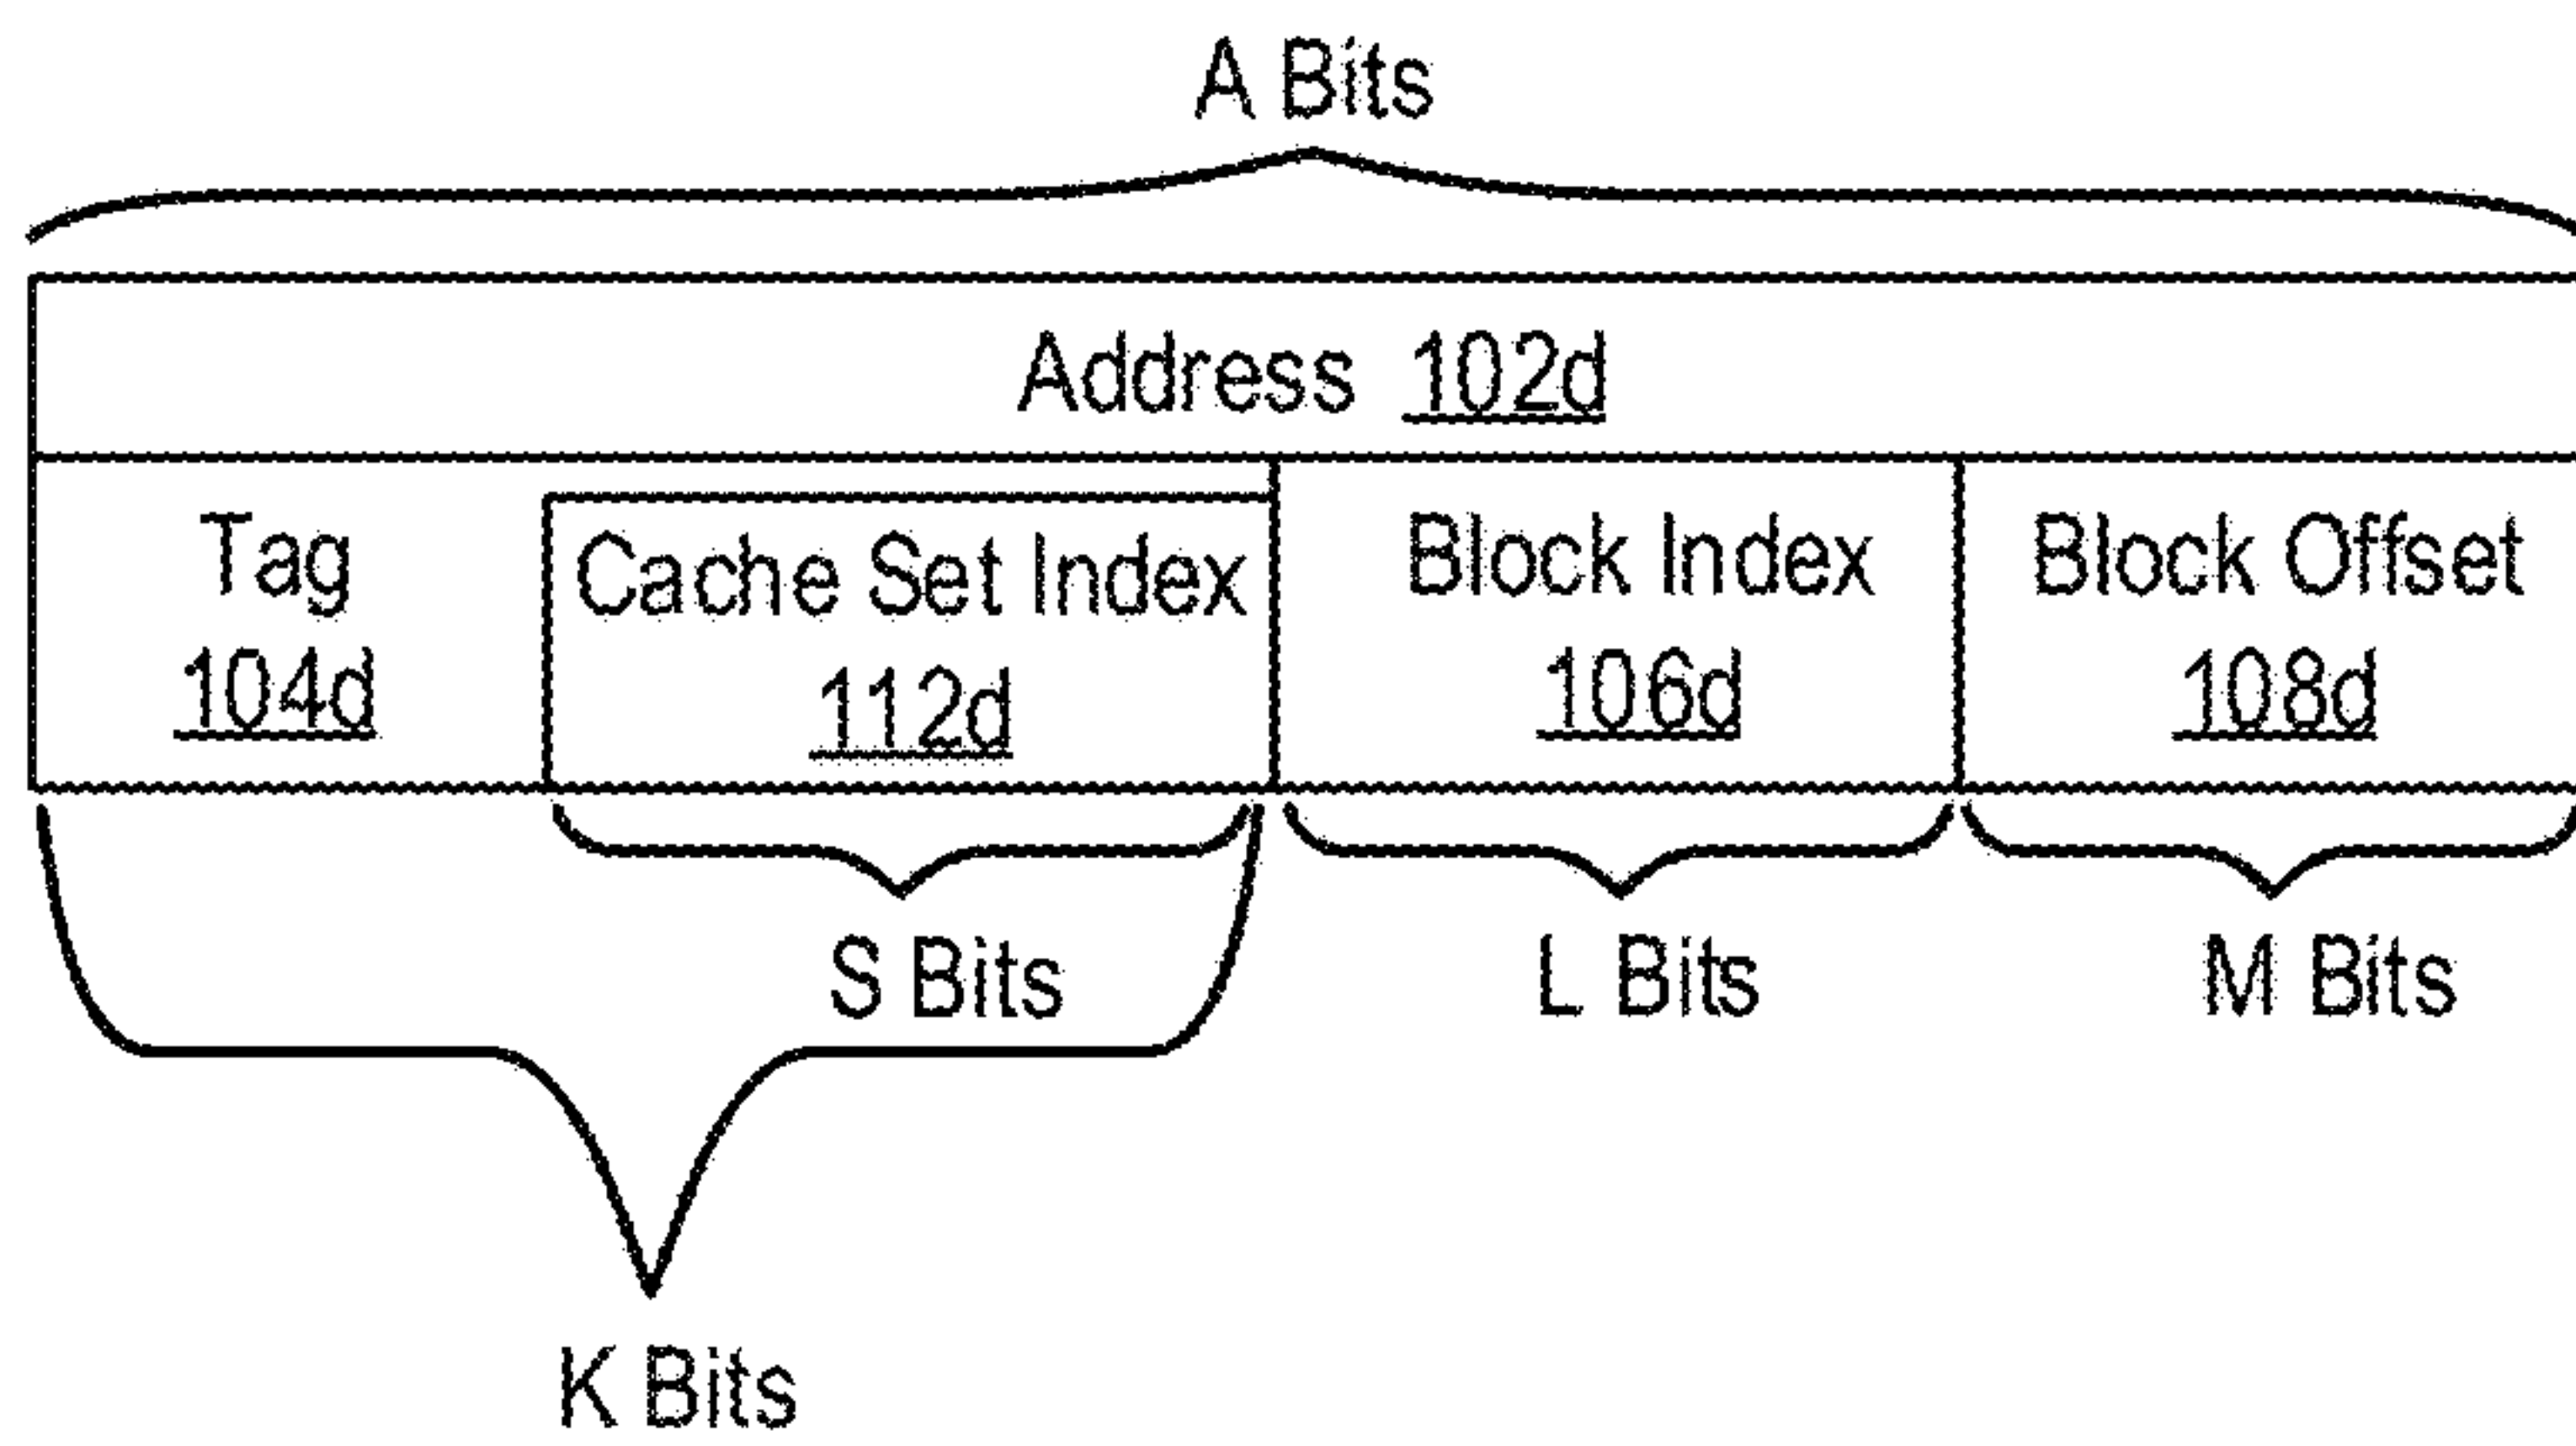 A Bits
Address 102d
Tag
104d
Cache Set Index
112d
Block Index
106d
Block Offset
108d
S Bits
L Bits
M Bits
K Bits